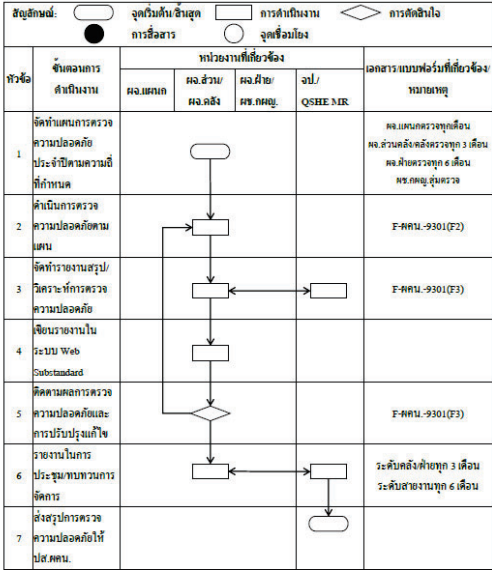 สัญลักษณ์: จุดเริ่มต้น/สิ้นสุด การดำเนินงาน การตัดสินใจ
การสื่อสาร จุดเชื่อมโยง
หัวข้อ
ขั้นตอนการ
ดำเนินงาน
หน่วยงานที่เกี่ยวข้อง
ผจ.แผนก
ผจ.ส่วน/
ผจ.คลัง
ผจ.ฝ่าย/
ผช.กผญ.
จป./
QSHE MR
เอกสาร/แบบฟอร์มที่เกี่ยวข้อง/
หมายเหตุ
1
จัดทำแผนการตรวจ
ความปลอดภัย
ประจำปีตามความถี่
ที่กำหนด
ผจ.แผนกตรวจทุกเดือน
ผจ.ส่วนคลัง/คลังตรวจทุก 3 เดือน
ผจ.ฝ่ายตรวจทุก 6 เดือน
ผช.กผญ.สุ่มตรวจ
2
ดำเนินการตรวจ
ความปลอดภัยตาม
แผน
F-ผคน.-9301(F2)
3
จัดทำรายงานสรุป/
วิเคราะห์การตรวจ
ความปลอดภัย
F-ผคน.-9301(F3)
4
เขียนรายงานใน
ระบบ Web
Substandard
5
ติดตามผลการตรวจ
ความปลอดภัยและ
การปรับปรุงแก้ไข
F-ผคน.-9301(F3)
6
รายงานในการ
ประชุม/ทบทวนการ
จัดการ
ระดับคลัง/ฝ่ายทุก 3 เดือน
ระดับสายงานทุก 6 เดือน
7
ส่งสรุปการตรวจ
ความปลอดภัยให้
ปส.ผคน.